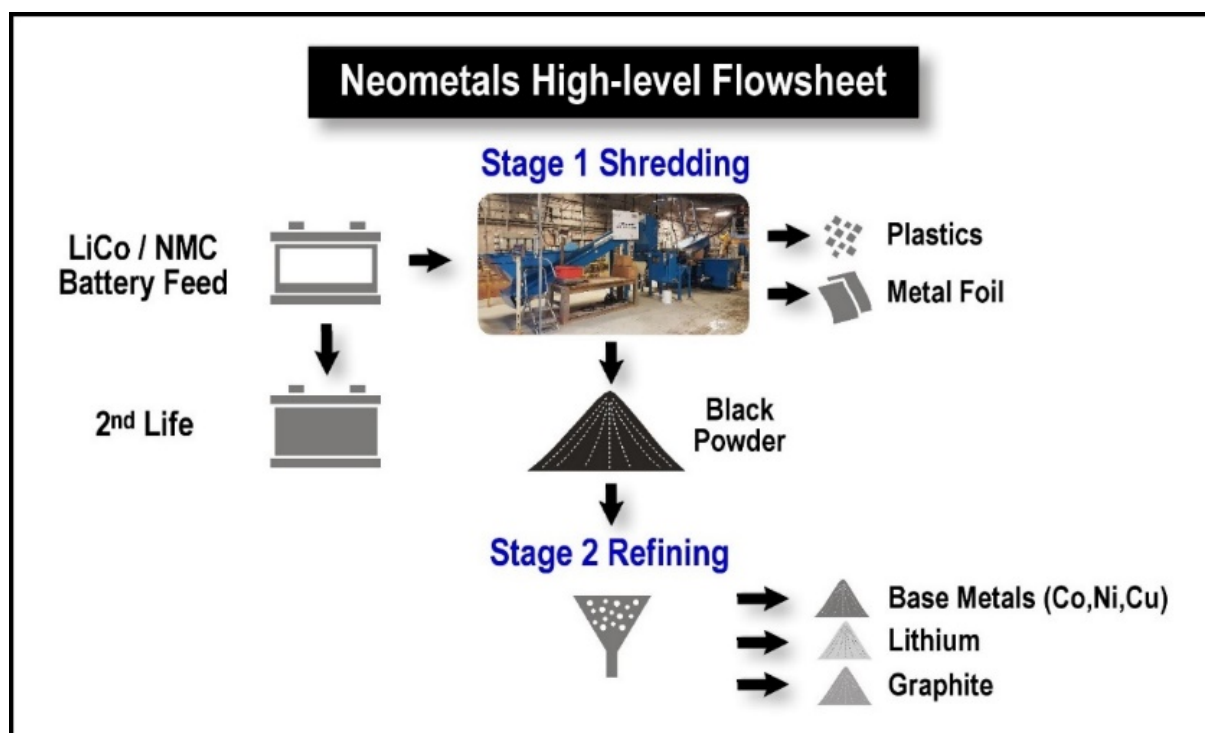 Neometals High-level Flowsheet
Stage 1 Shredding
LiCo / NMC
Battery Feed
Plastics
Metal Foil
2nd Life
Black
Powder
Stage 2 Refining
Base Metals (Co,Ni,Cu)
Lithium
Graphite